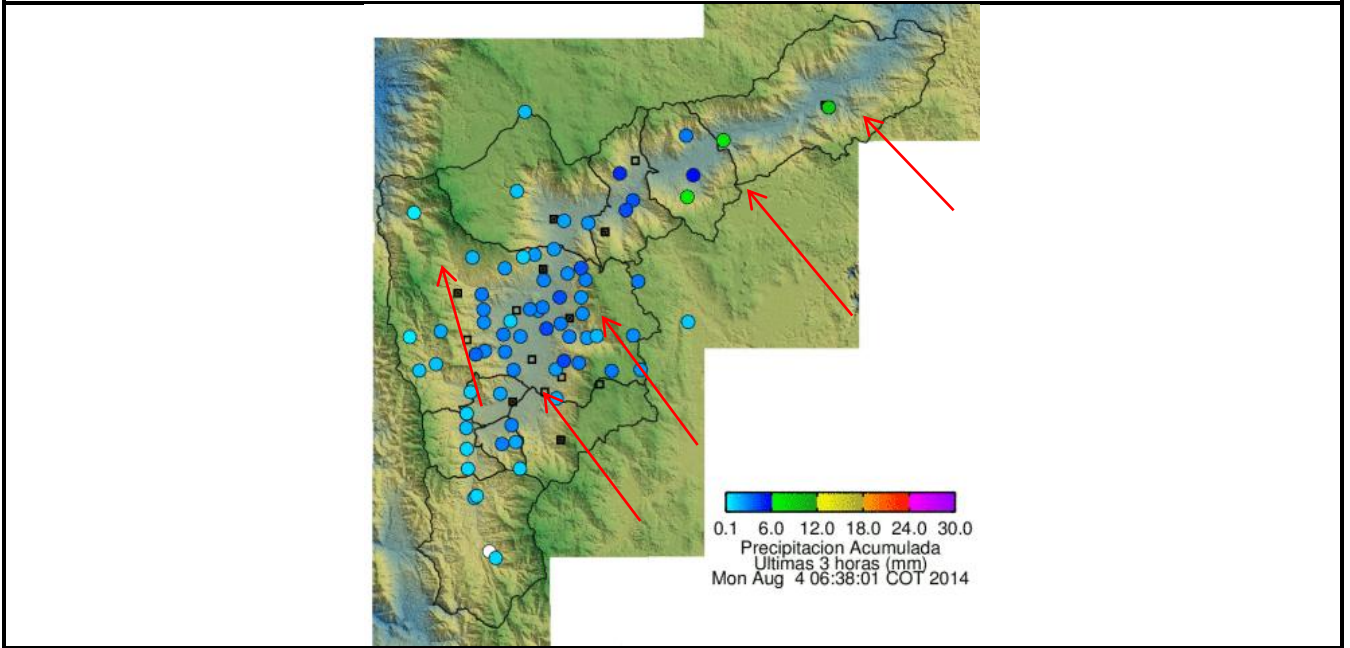 0.1 6.0 12.0 18.0 24.0 30.0
Precipitacion Acumulada
Ultimas 3 horas (mm)
Mon Aug 4 06:38:01 COT 2014